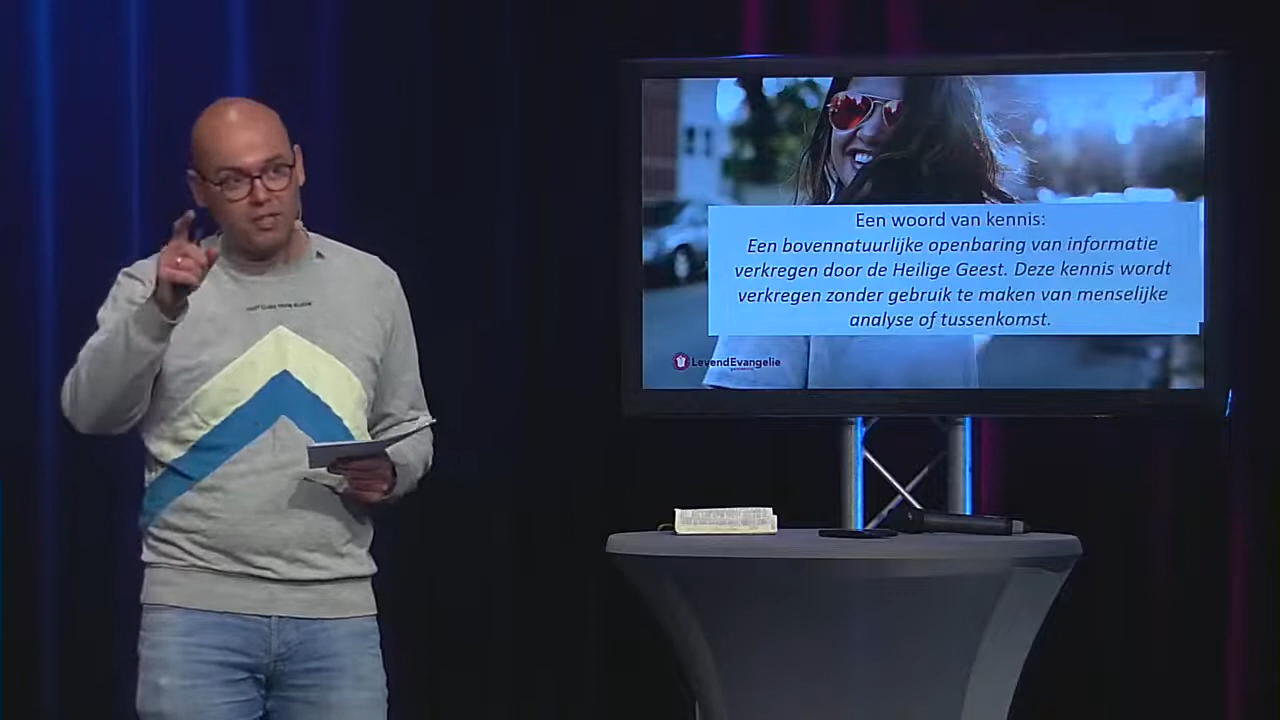 Een woord van kennis:
Een bovennatuurlijke openbaring van informatie
verkregen door de Heilige Geest. Deze kennis wordt
verkregen zonder gebruik te maken van menselijke
analyse of tussenkomst.
LevendEvangelie